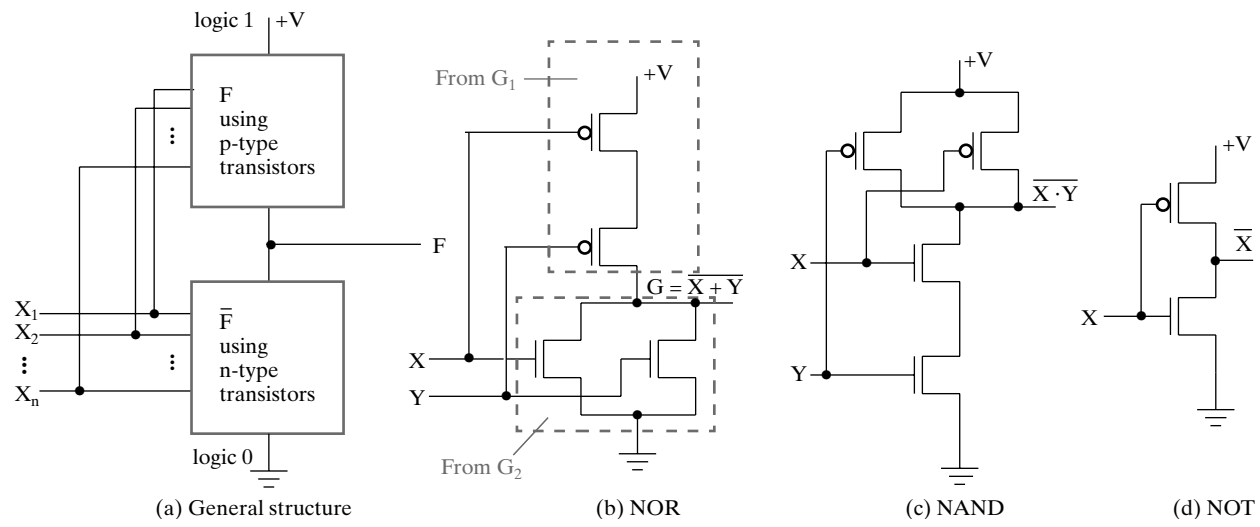 logic 1
+V
F
using
p-type
transistors
F
X₁
X₂
Xₙ
F̅
using
n-type
transistors
logic 0
(a) General structure
From G₁
+V
G = X̅ ̅+̅ ̅Y̅
X
Y
From G₂
(b) NOR
+V
X̅ ̅·̅ ̅Y̅
X
Y
(c) NAND
+V
X̅
X
(d) NOT